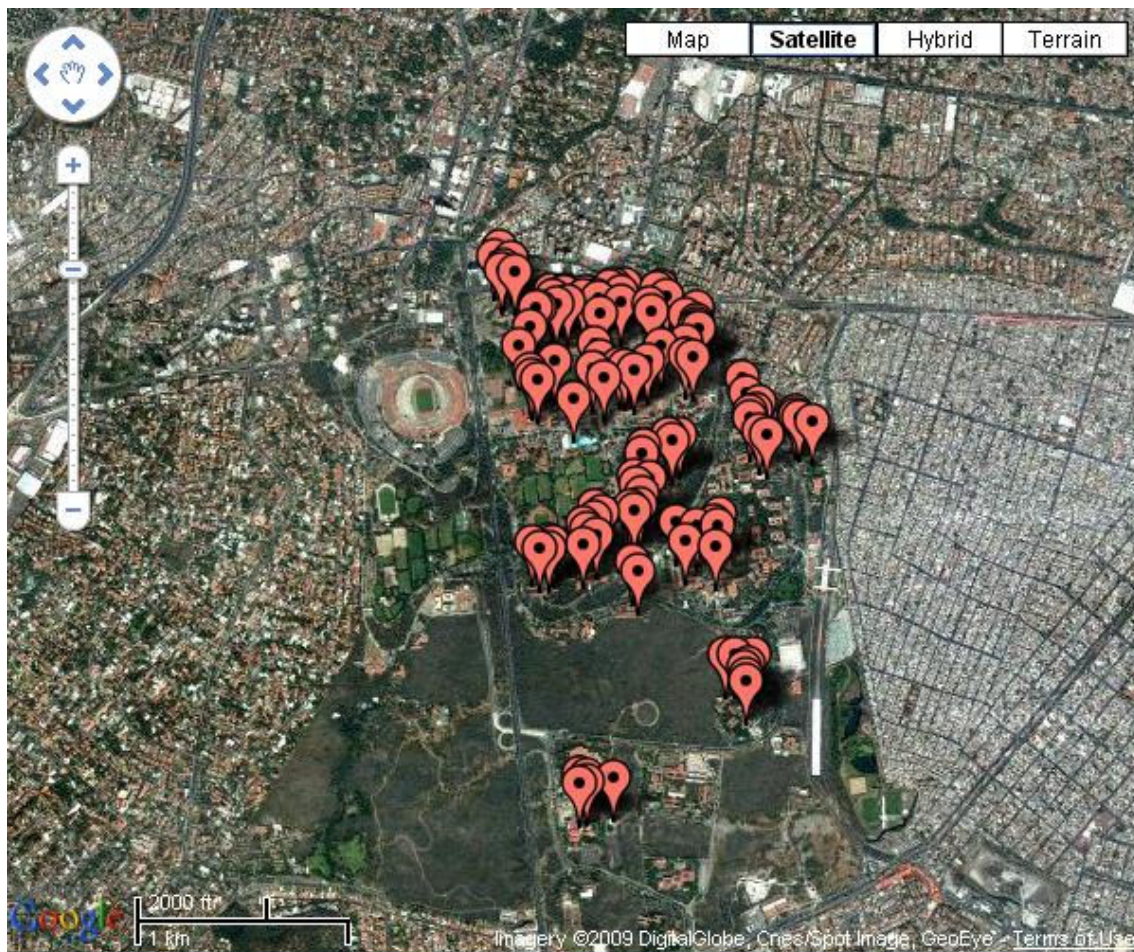 Map Satellite Hybrid Terrain
Google
2000 ft
1 km
Imagery ©2009 DigitalGlobe, Cnes/Spot Image, GeoEye - Terms of Use